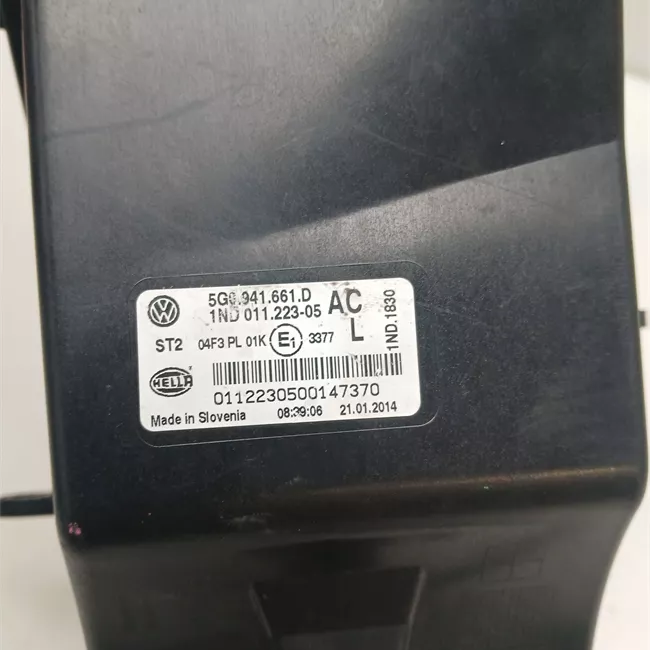 5G0.941.661.D AC
1ND 011.223-05
ST2 04F3 PL 01K E1 3377 L
1ND.1830
HELLA
0112230500147370
Made in Slovenia 08:39:06 21.01.2014